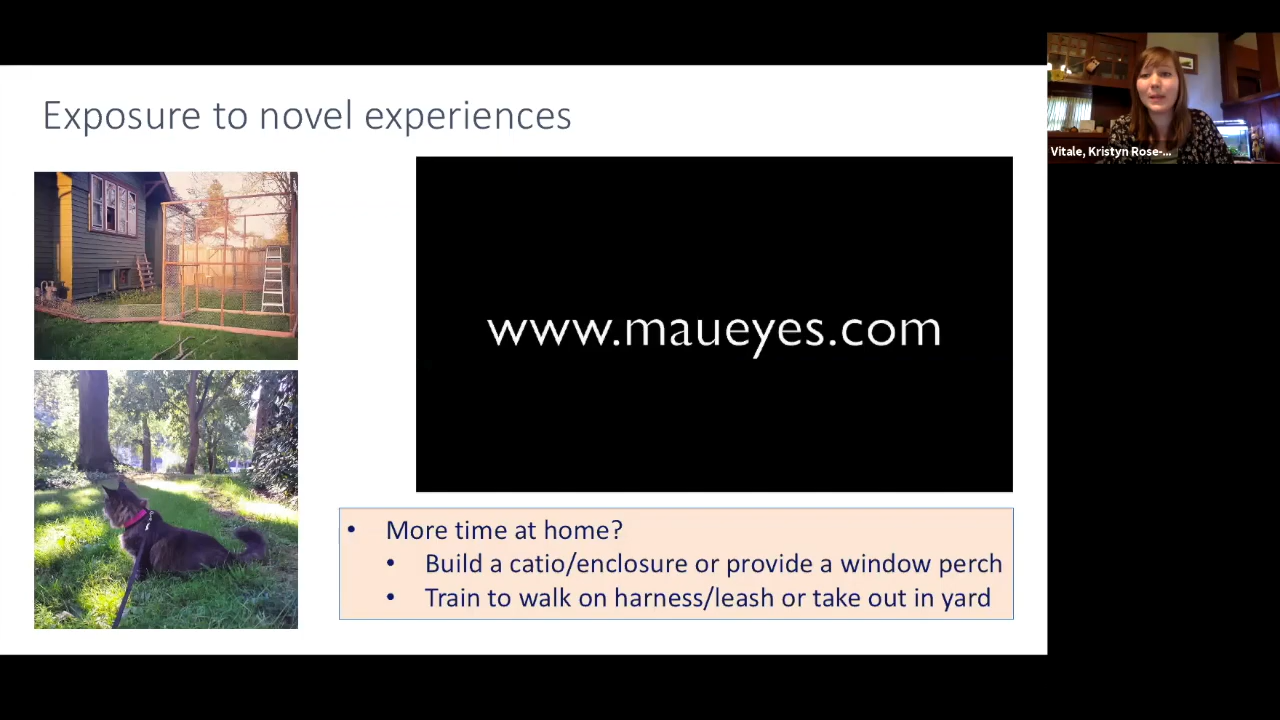 Exposure to novel experiences
Vitale, Kristyn Rose-...
www.maueyes.com
• More time at home?
• Build a catio/enclosure or provide a window perch
• Train to walk on harness/leash or take out in yard